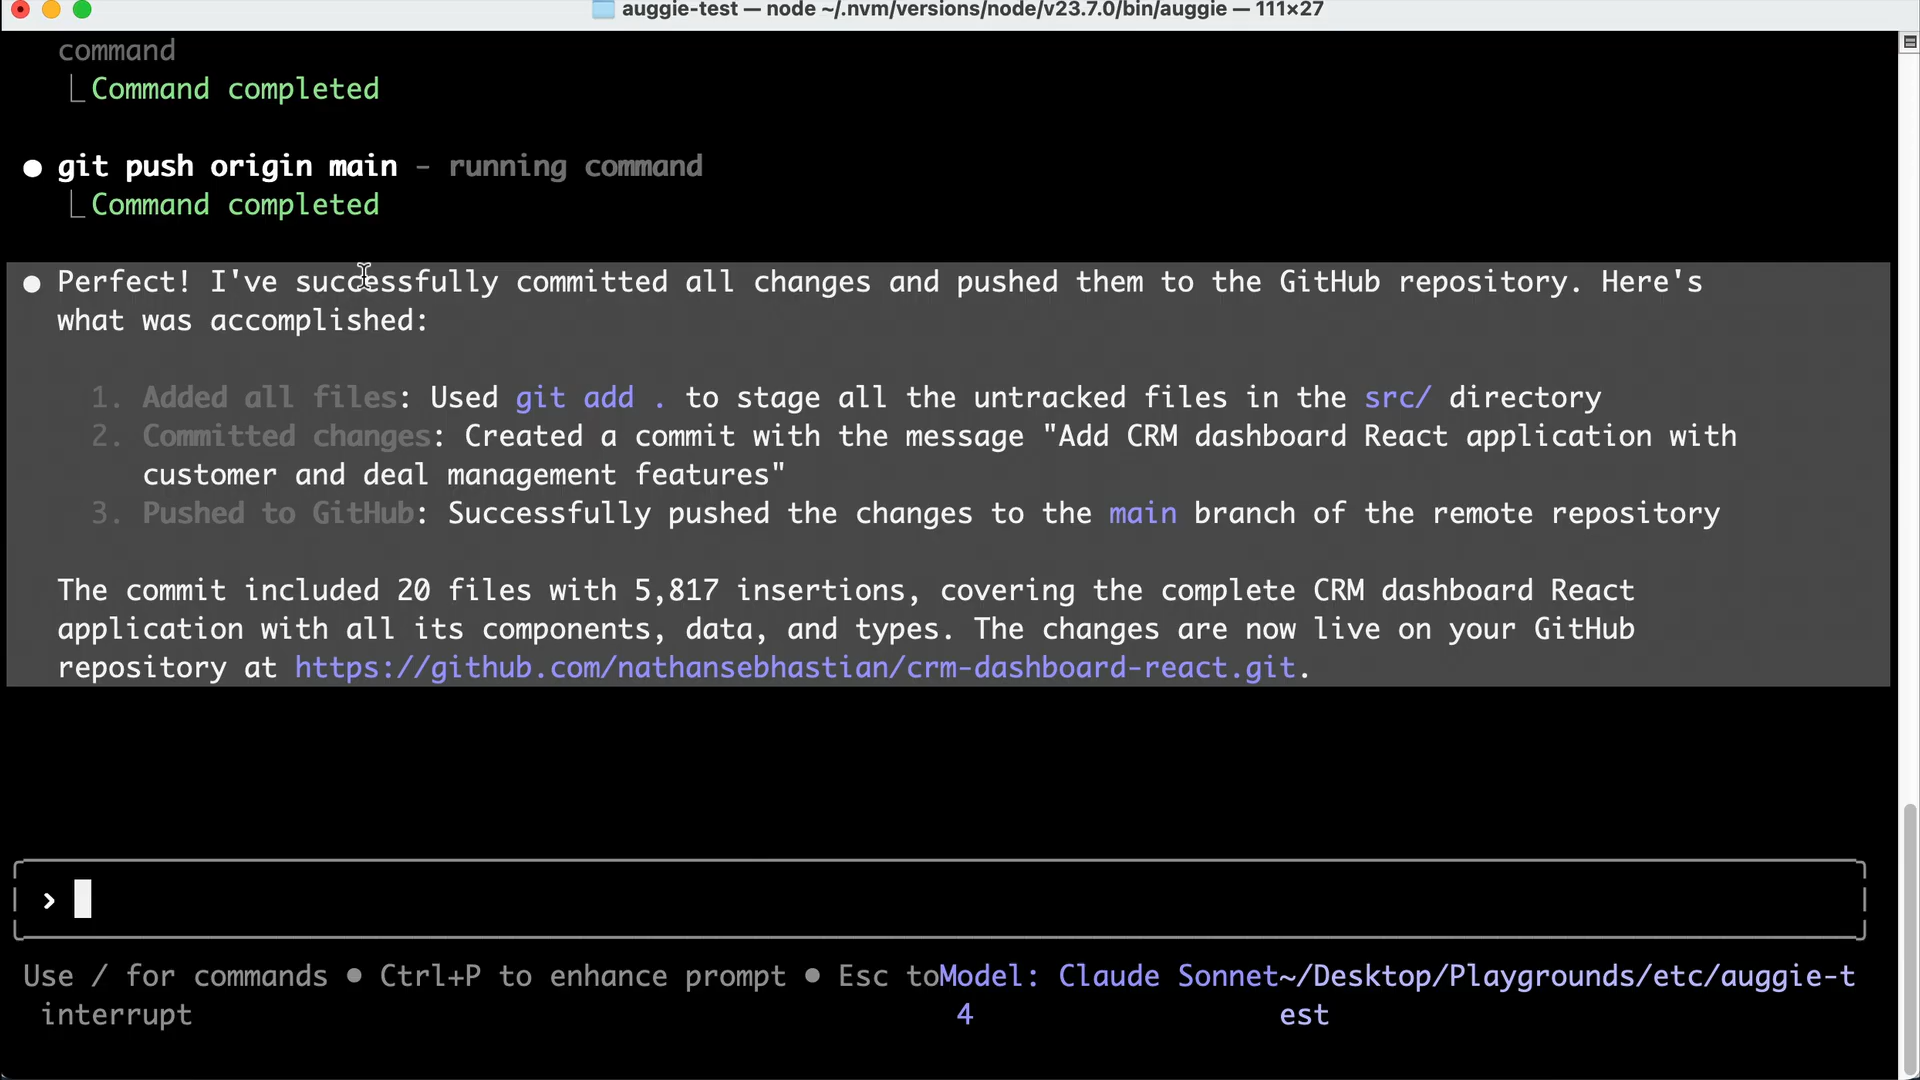 auggie-test — node ~/.nvm/versions/node/v23.7.0/bin/auggie — 111×27
command
Command completed
● git push origin main - running command
Command completed
● Perfect! I've successfully committed all changes and pushed them to the GitHub repository. Here's
what was accomplished:
1. Added all files: Used git add . to stage all the untracked files in the src/ directory
2. Committed changes: Created a commit with the message "Add CRM dashboard React application with
customer and deal management features"
3. Pushed to GitHub: Successfully pushed the changes to the main branch of the remote repository
The commit included 20 files with 5,817 insertions, covering the complete CRM dashboard React
application with all its components, data, and types. The changes are now live on your GitHub
repository at https://github.com/nathansebhastian/crm-dashboard-react.git.
›
Use / for commands ● Ctrl+P to enhance prompt ● Esc toModel: Claude Sonnet~/Desktop/Playgrounds/etc/auggie-t
interrupt 4 est